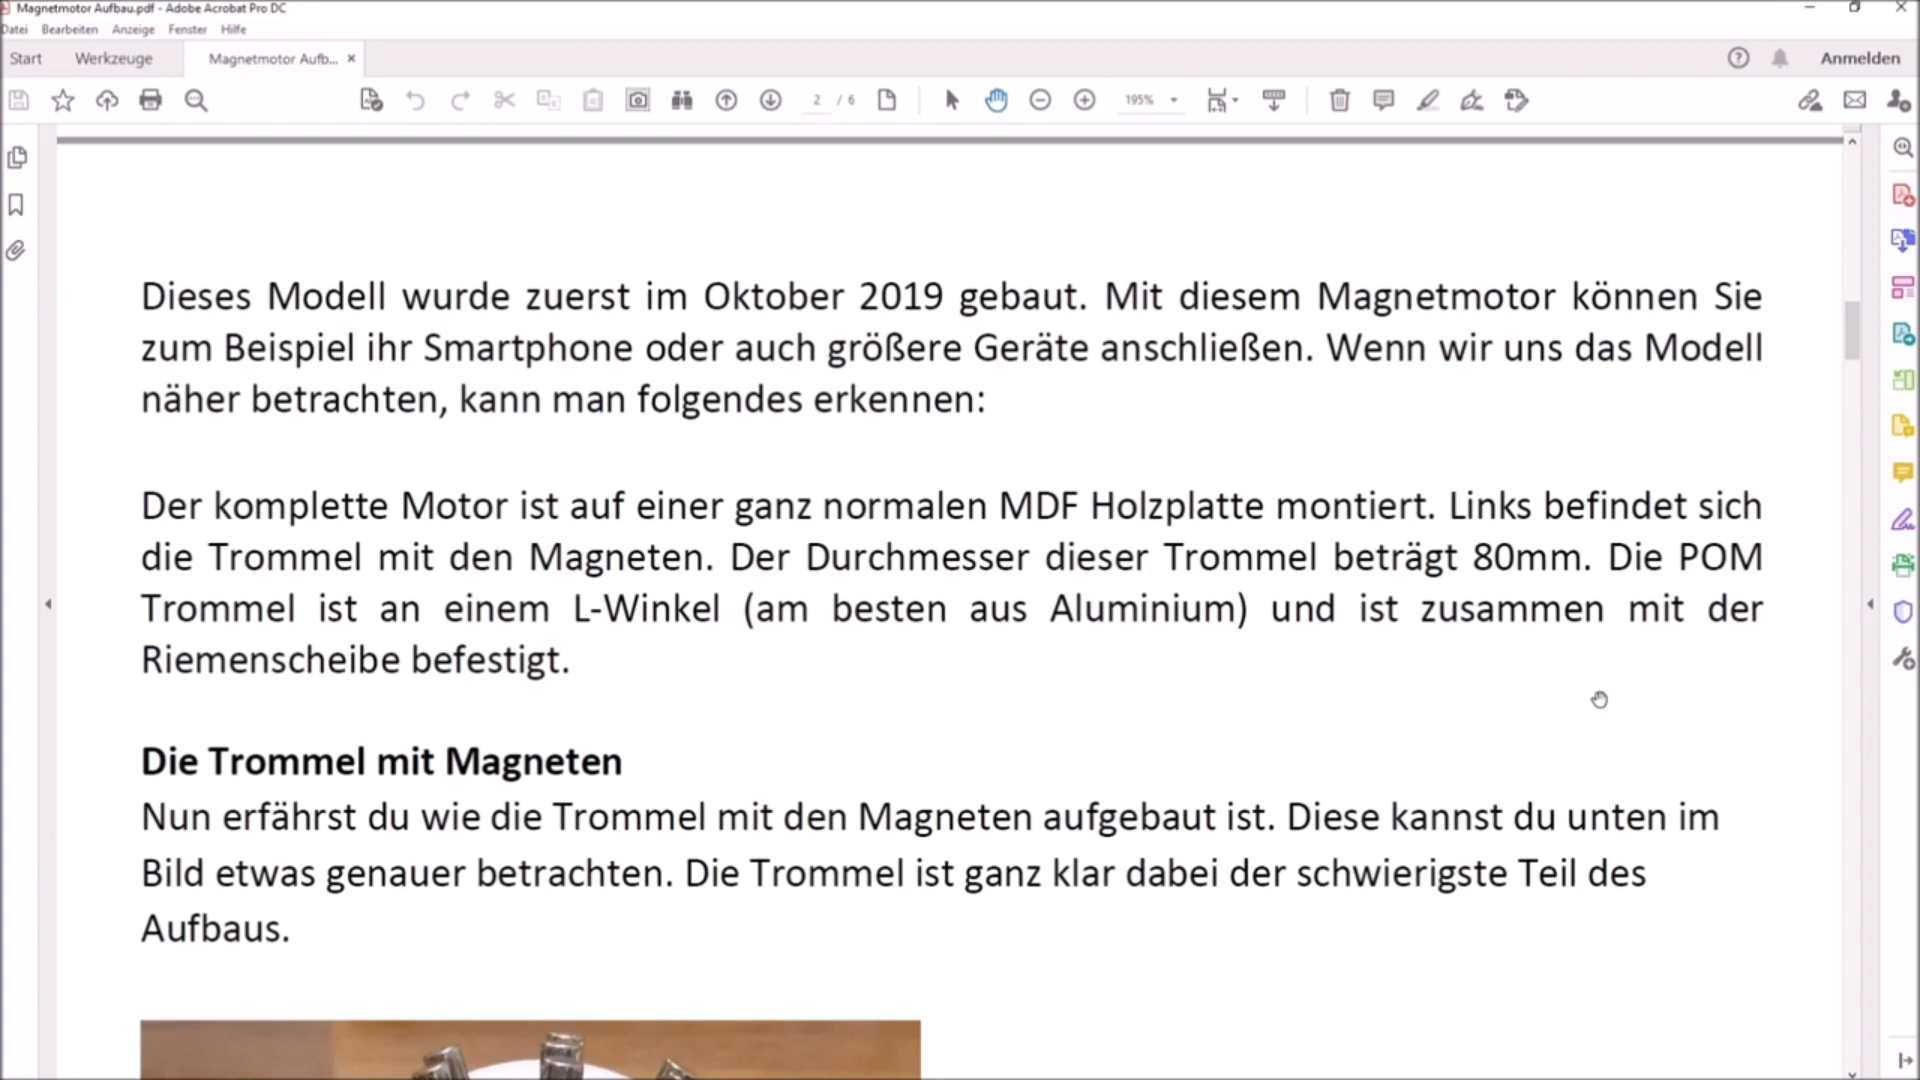 Magnetmotor Aufbau.pdf - Adobe Acrobat Pro DC
Datei Bearbeiten Anzeige Fenster Hilfe
Start Werkzeuge Magnetmotor Aufb... Anmelden
2 / 6 195%
Dieses Modell wurde zuerst im Oktober 2019 gebaut. Mit diesem Magnetmotor können Sie
zum Beispiel ihr Smartphone oder auch größere Geräte anschließen. Wenn wir uns das Modell
näher betrachten, kann man folgendes erkennen:
Der komplette Motor ist auf einer ganz normalen MDF Holzplatte montiert. Links befindet sich
die Trommel mit den Magneten. Der Durchmesser dieser Trommel beträgt 80mm. Die POM
Trommel ist an einem L-Winkel (am besten aus Aluminium) und ist zusammen mit der
Riemenscheibe befestigt.
Die Trommel mit Magneten
Nun erfährst du wie die Trommel mit den Magneten aufgebaut ist. Diese kannst du unten im
Bild etwas genauer betrachten. Die Trommel ist ganz klar dabei der schwierigste Teil des
Aufbaus.